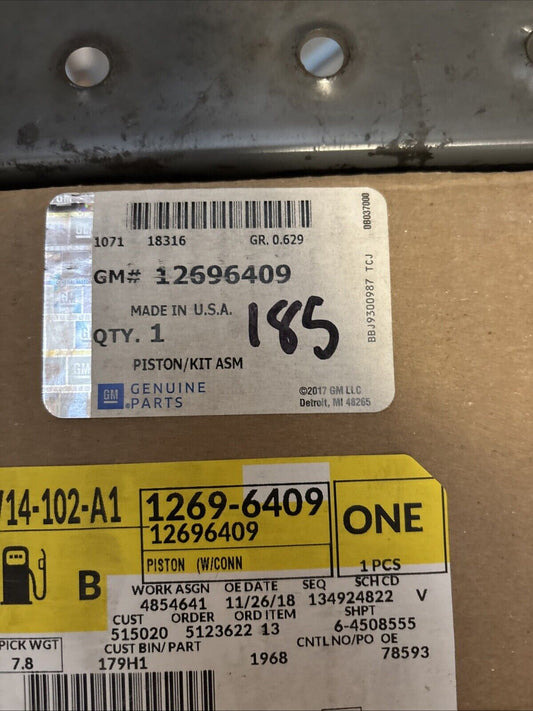 1071 18316 GR. 0.629
GM# 12696409
MADE IN U.S.A.
QTY. 1
185
PISTON/KIT ASM
GM GENUINE
PARTS
©2017 GM LLC
Detroit, MI 48265
0B037000
BBJ9300987 TCJ
14-102-A1
1269-6409
12696409
PISTON (W/CONN
ONE
1 PCS
B
WORK ASGN OE DATE SEQ SCH CD
4854641 11/26/18 134924822 V
CUST ORDER ORD ITEM SHPT
515020 5123622 13 6-4508555
PICK WGT CUST BIN/PART CNTL NO/PO OE
7.8 179H1 1968 78593